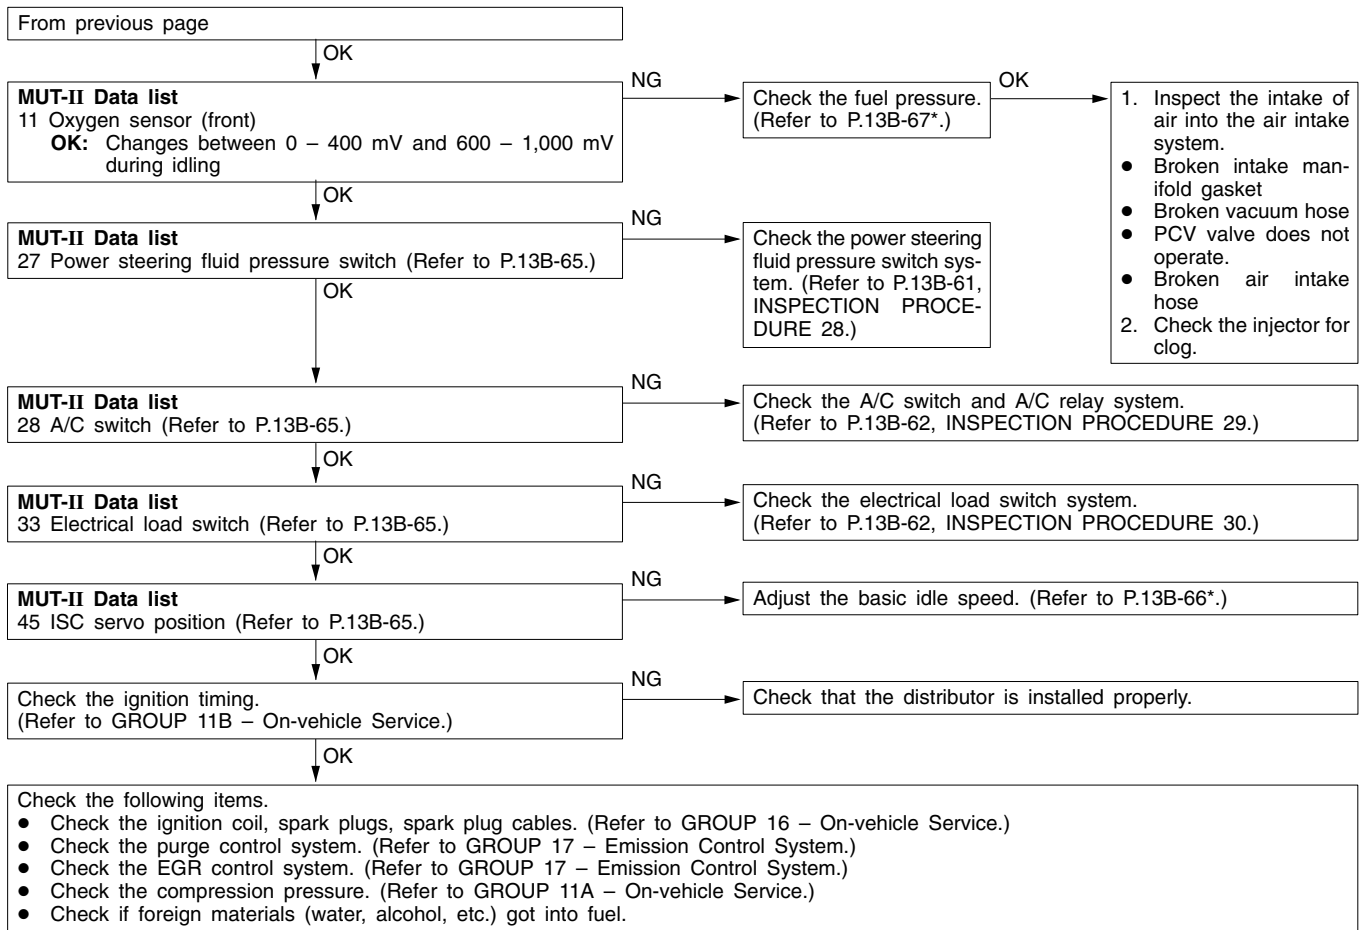 From previous page
OK
MUT-II Data list
11 Oxygen sensor (front)
OK: Changes between 0 – 400 mV and 600 – 1,000 mV
during idling
NG
Check the fuel pressure.
(Refer to P.13B-67*.)
OK
1. Inspect the intake of
air into the air intake
system.
● Broken intake man-
ifold gasket
● Broken vacuum hose
● PCV valve does not
operate.
● Broken air intake
hose
2. Check the injector for
clog.
OK
MUT-II Data list
27 Power steering fluid pressure switch (Refer to P.13B-65.)
NG
Check the power steering
fluid pressure switch sys-
tem. (Refer to P.13B-61,
INSPECTION PROCE-
DURE 28.)
OK
MUT-II Data list
28 A/C switch (Refer to P.13B-65.)
NG
Check the A/C switch and A/C relay system.
(Refer to P.13B-62, INSPECTION PROCEDURE 29.)
OK
MUT-II Data list
33 Electrical load switch (Refer to P.13B-65.)
NG
Check the electrical load switch system.
(Refer to P.13B-62, INSPECTION PROCEDURE 30.)
OK
MUT-II Data list
45 ISC servo position (Refer to P.13B-65.)
NG
Adjust the basic idle speed. (Refer to P.13B-66*.)
OK
Check the ignition timing.
(Refer to GROUP 11B – On-vehicle Service.)
NG
Check that the distributor is installed properly.
OK
Check the following items.
● Check the ignition coil, spark plugs, spark plug cables. (Refer to GROUP 16 – On-vehicle Service.)
● Check the purge control system. (Refer to GROUP 17 – Emission Control System.)
● Check the EGR control system. (Refer to GROUP 17 – Emission Control System.)
● Check the compression pressure. (Refer to GROUP 11A – On-vehicle Service.)
● Check if foreign materials (water, alcohol, etc.) got into fuel.